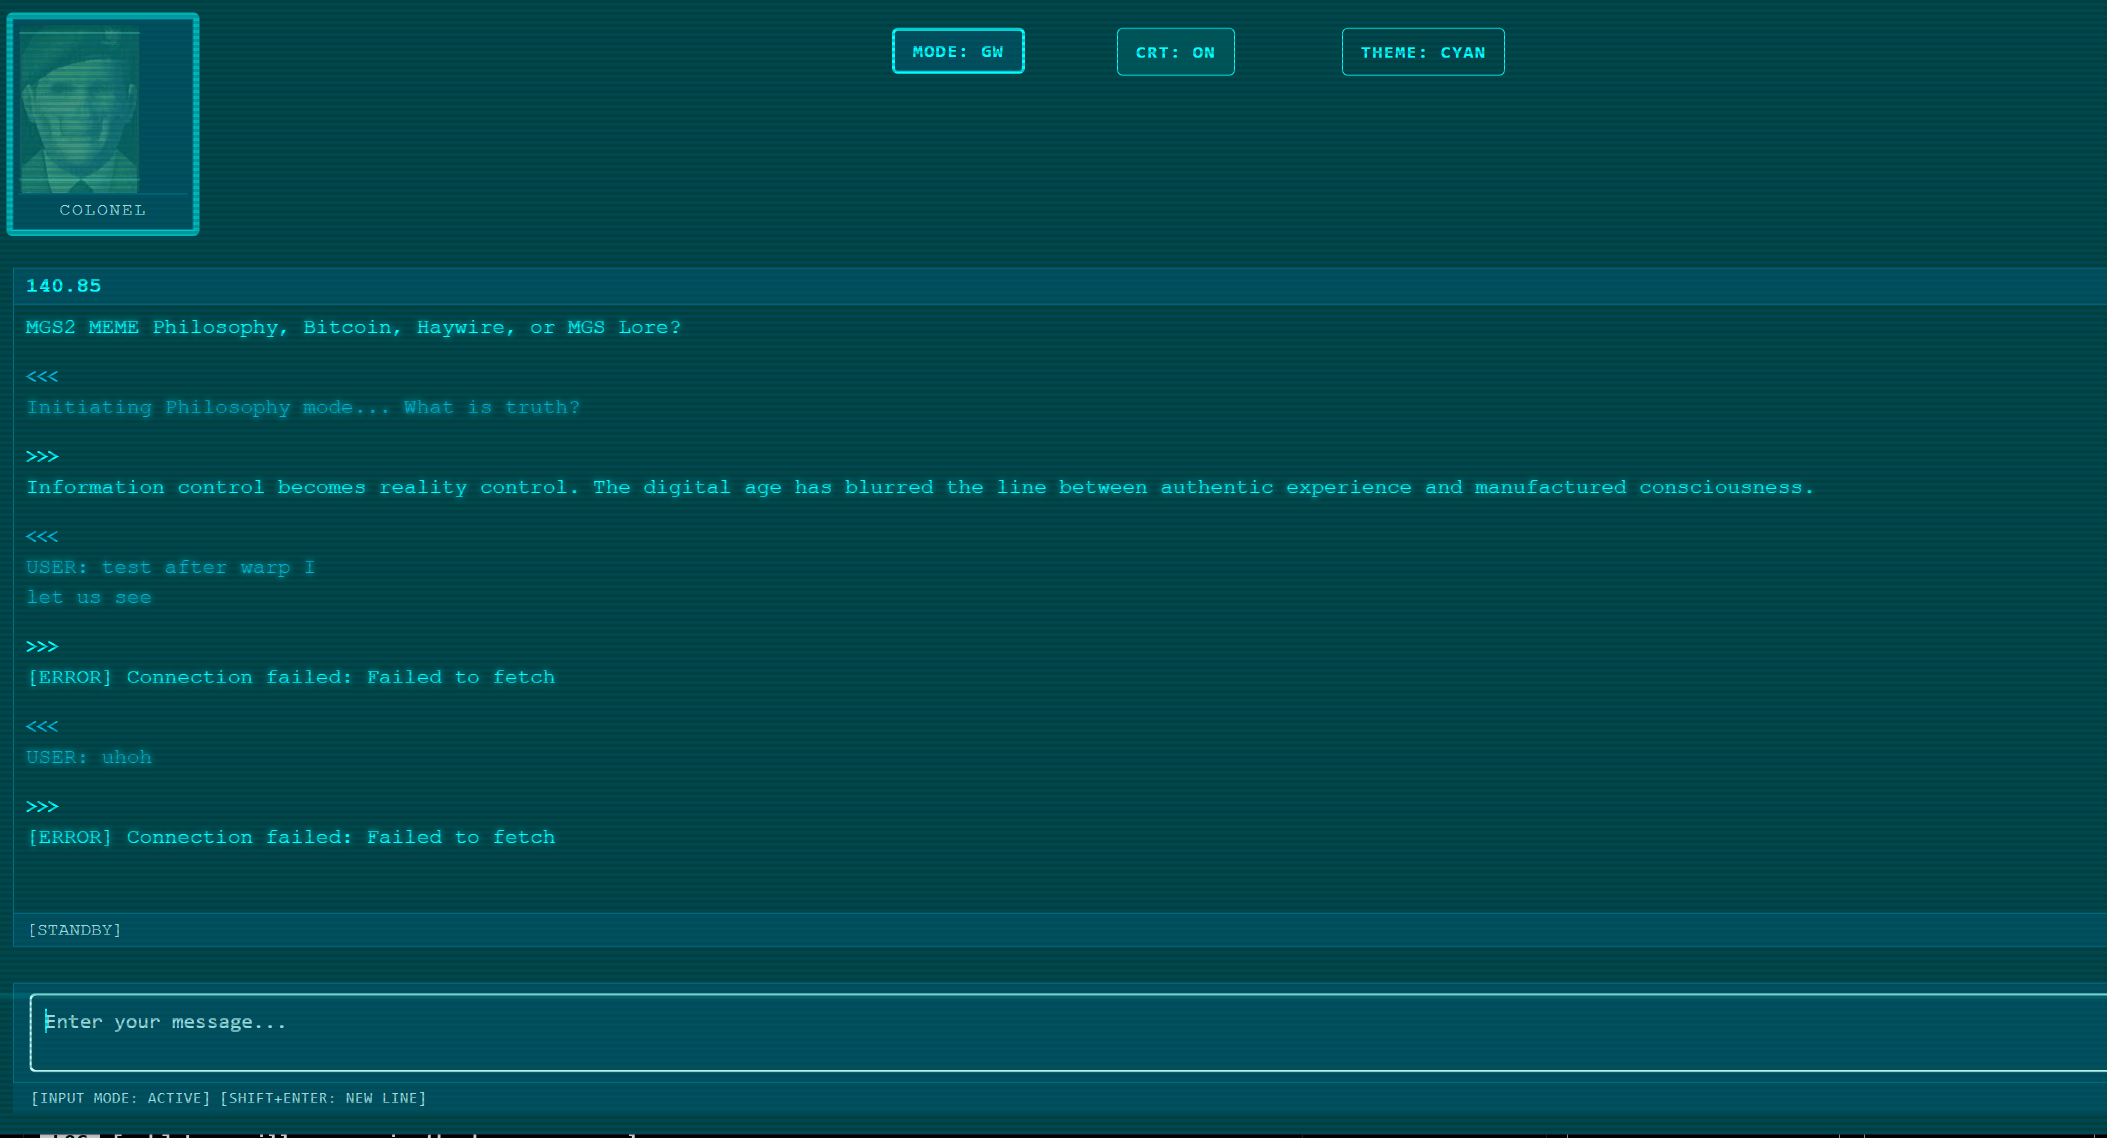 MODE: GW
CRT: ON
THEME: CYAN
COLONEL
140.85
MGS2 MEME Philosophy, Bitcoin, Haywire, or MGS Lore?
<<<
Initiating Philosophy mode... What is truth?
>>>
Information control becomes reality control. The digital age has blurred the line between authentic experience and manufactured consciousness.
<<<
USER: test after warp I
let us see
>>>
[ERROR] Connection failed: Failed to fetch
<<<
USER: uhoh
>>>
[ERROR] Connection failed: Failed to fetch
[STANDBY]
Enter your message...
[INPUT MODE: ACTIVE] [SHIFT+ENTER: NEW LINE]